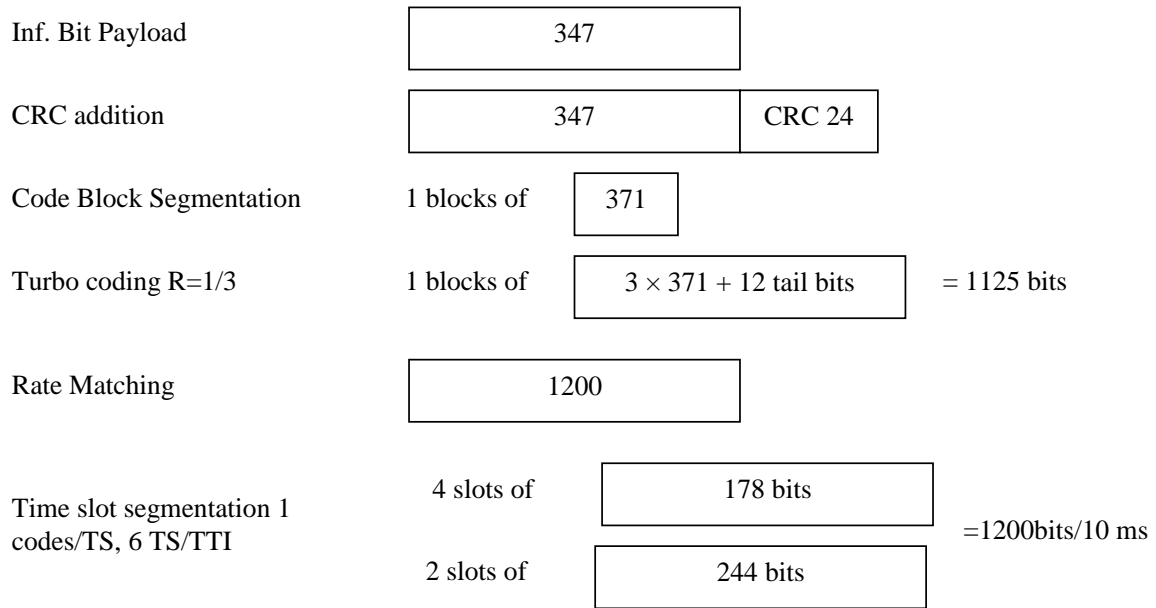 Inf. Bit Payload 347
CRC addition 347 CRC 24
Code Block Segmentation 1 blocks of 371
Turbo coding R=1/3 1 blocks of 3 × 371 + 12 tail bits = 1125 bits
Rate Matching 1200
4 slots of 178 bits
Time slot segmentation 1
codes/TS, 6 TS/TTI
=1200bits/10 ms
2 slots of 244 bits